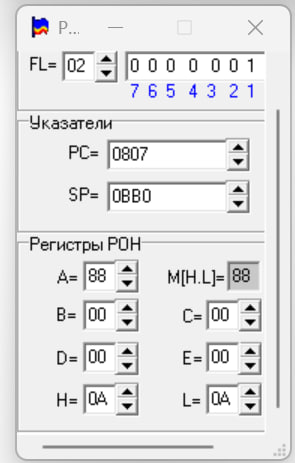 Р...
FL= 02 0 0 0 0 0 0 1
7 6 5 4 3 2 1
Указатели
PC= 0807
SP= 0BB0
Регистры РОН
A= 88 M[H.L]= 88
B= 00 C= 00
D= 00 E= 00
H= 0A L= 0A